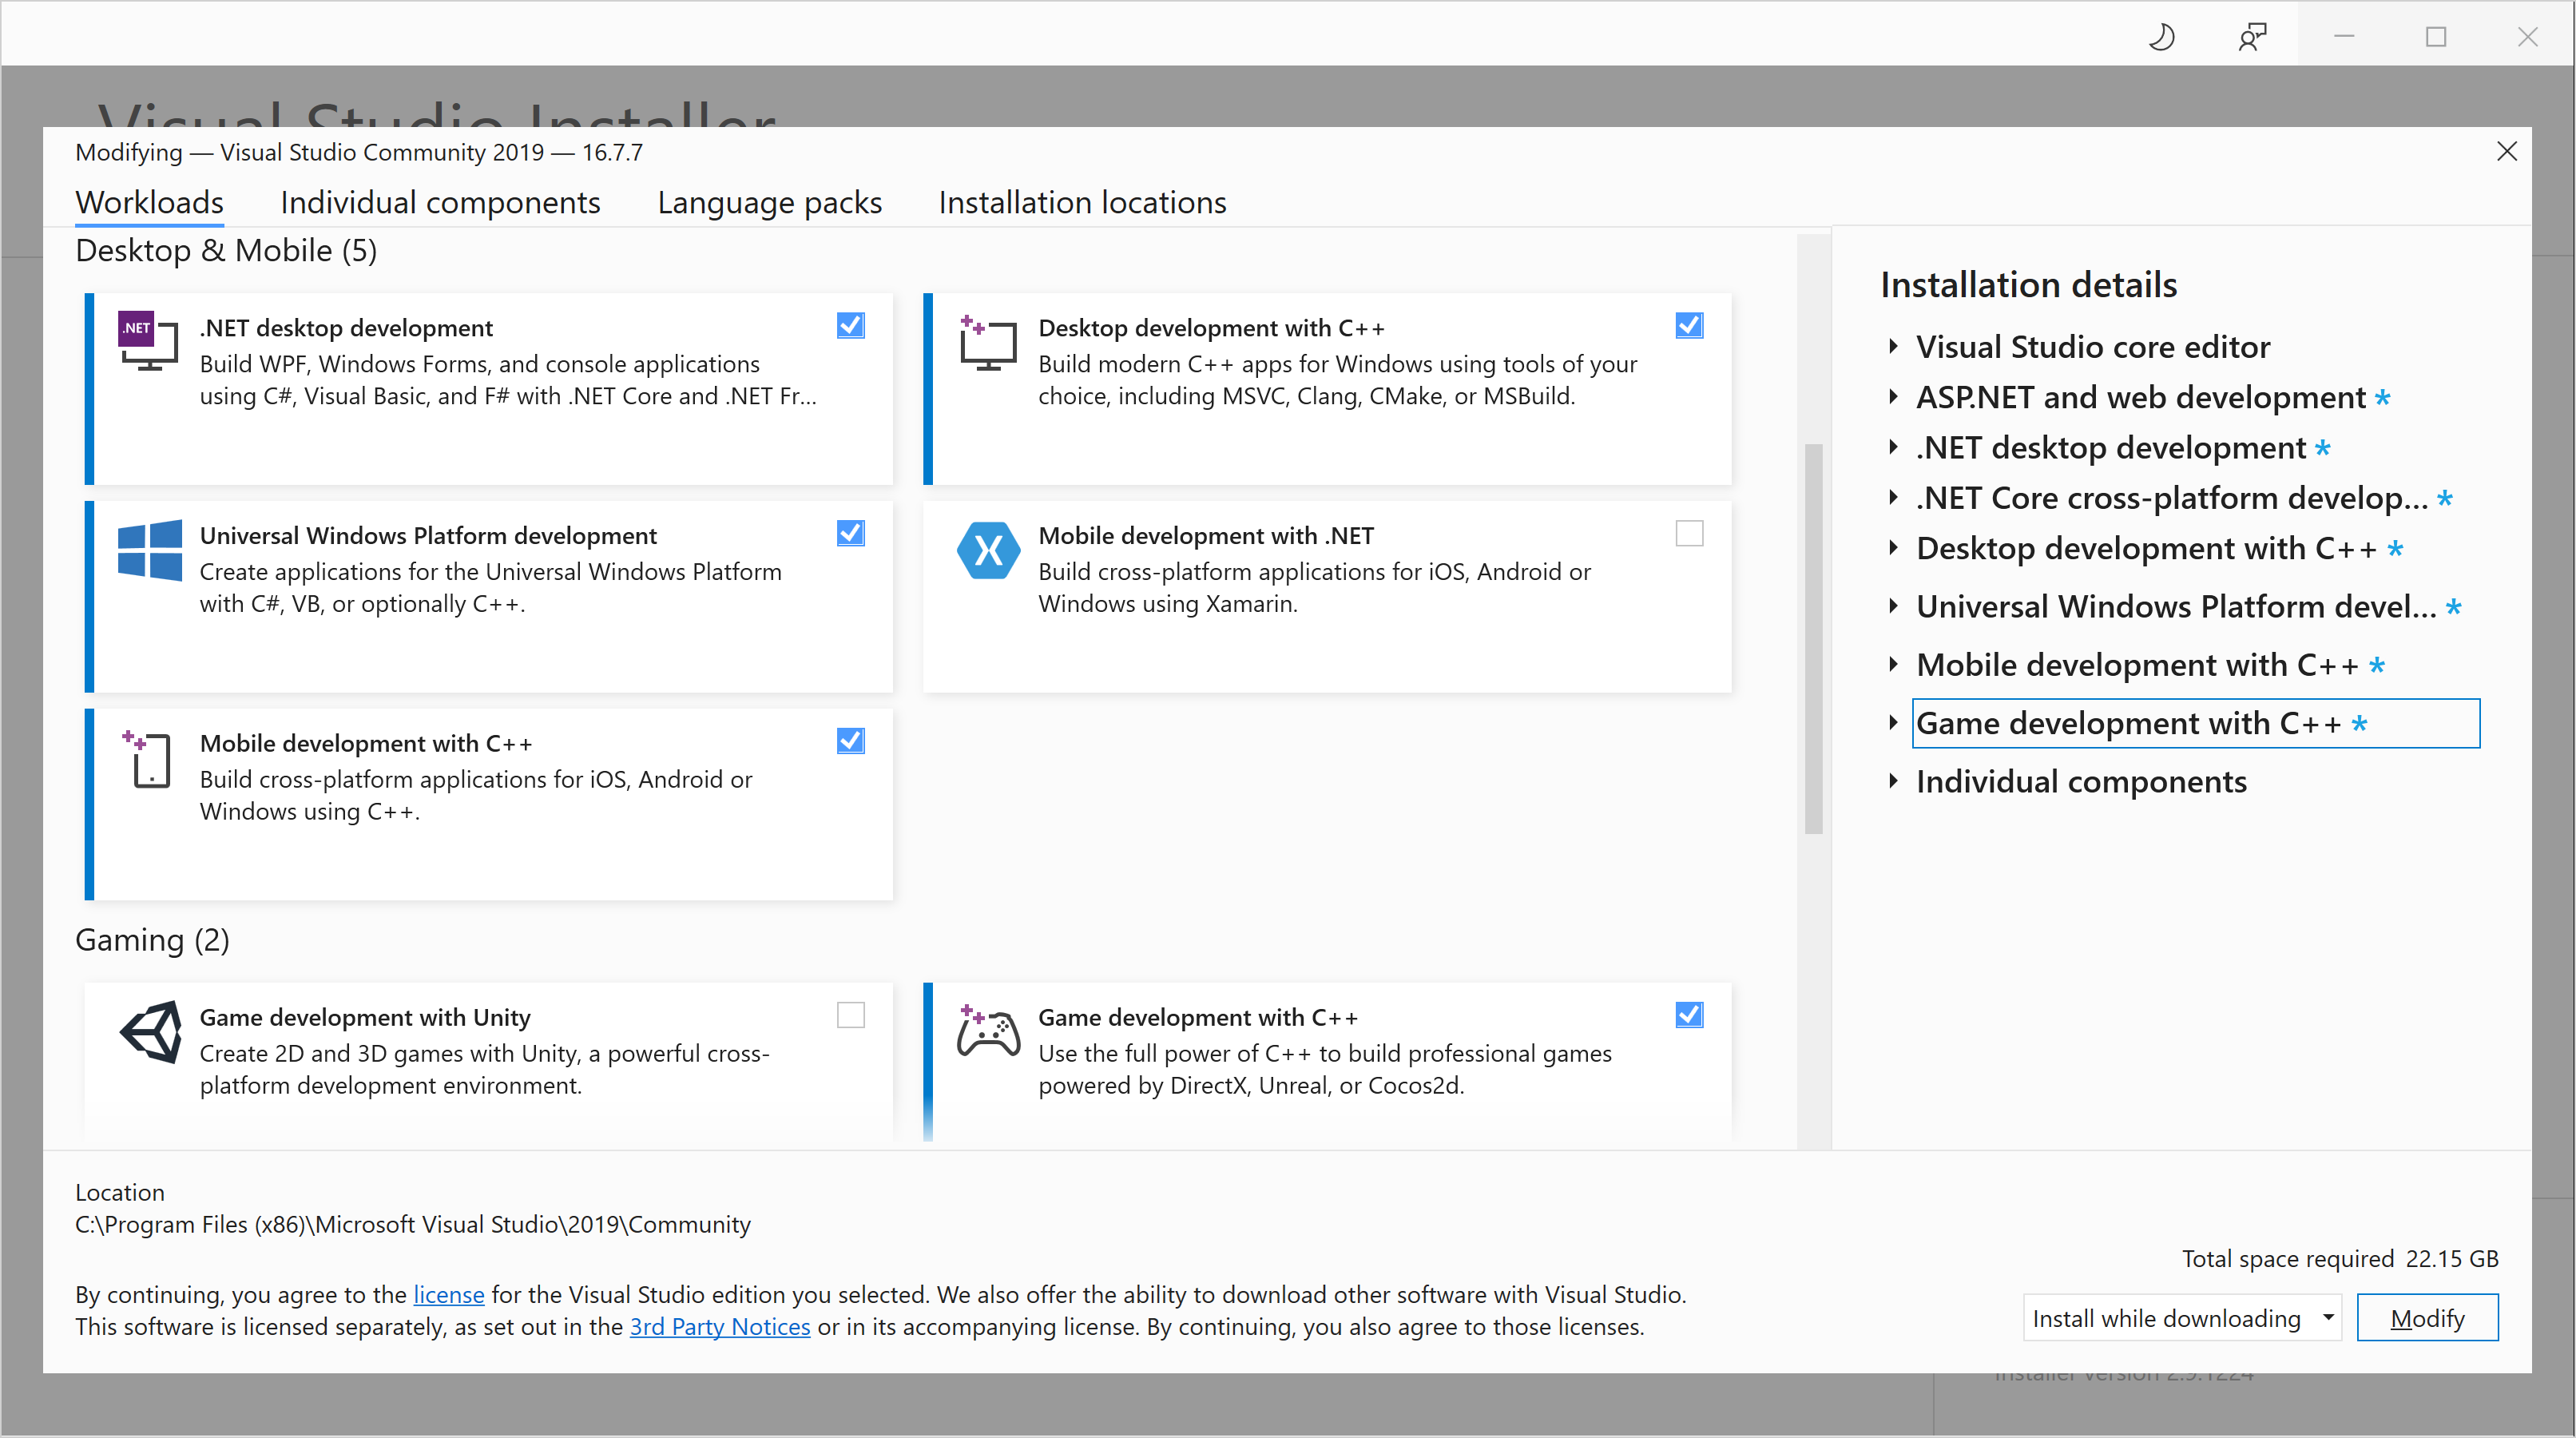 Visual Studio Installer
Modifying — Visual Studio Community 2019 — 16.7.7
Workloads
Individual components
Language packs
Installation locations
Desktop & Mobile (5)
.NET
.NET desktop development
Build WPF, Windows Forms, and console applications
using C#, Visual Basic, and F# with .NET Core and .NET Fr...
Desktop development with C++
Build modern C++ apps for Windows using tools of your
choice, including MSVC, Clang, CMake, or MSBuild.
Universal Windows Platform development
Create applications for the Universal Windows Platform
with C#, VB, or optionally C++.
Mobile development with .NET
Build cross-platform applications for iOS, Android or
Windows using Xamarin.
Mobile development with C++
Build cross-platform applications for iOS, Android or
Windows using C++.
Gaming (2)
Game development with Unity
Create 2D and 3D games with Unity, a powerful cross-
platform development environment.
Game development with C++
Use the full power of C++ to build professional games
powered by DirectX, Unreal, or Cocos2d.
Installation details
Visual Studio core editor
ASP.NET and web development *
.NET desktop development *
.NET Core cross-platform develop... *
Desktop development with C++ *
Universal Windows Platform devel... *
Mobile development with C++ *
Game development with C++ *
Individual components
Location
C:\Program Files (x86)\Microsoft Visual Studio\2019\Community
By continuing, you agree to the license for the Visual Studio edition you selected. We also offer the ability to download other software with Visual Studio.
This software is licensed separately, as set out in the 3rd Party Notices or in its accompanying license. By continuing, you also agree to those licenses.
Total space required 22.15 GB
Install while downloading
Modify
Installer version 2.9.1224